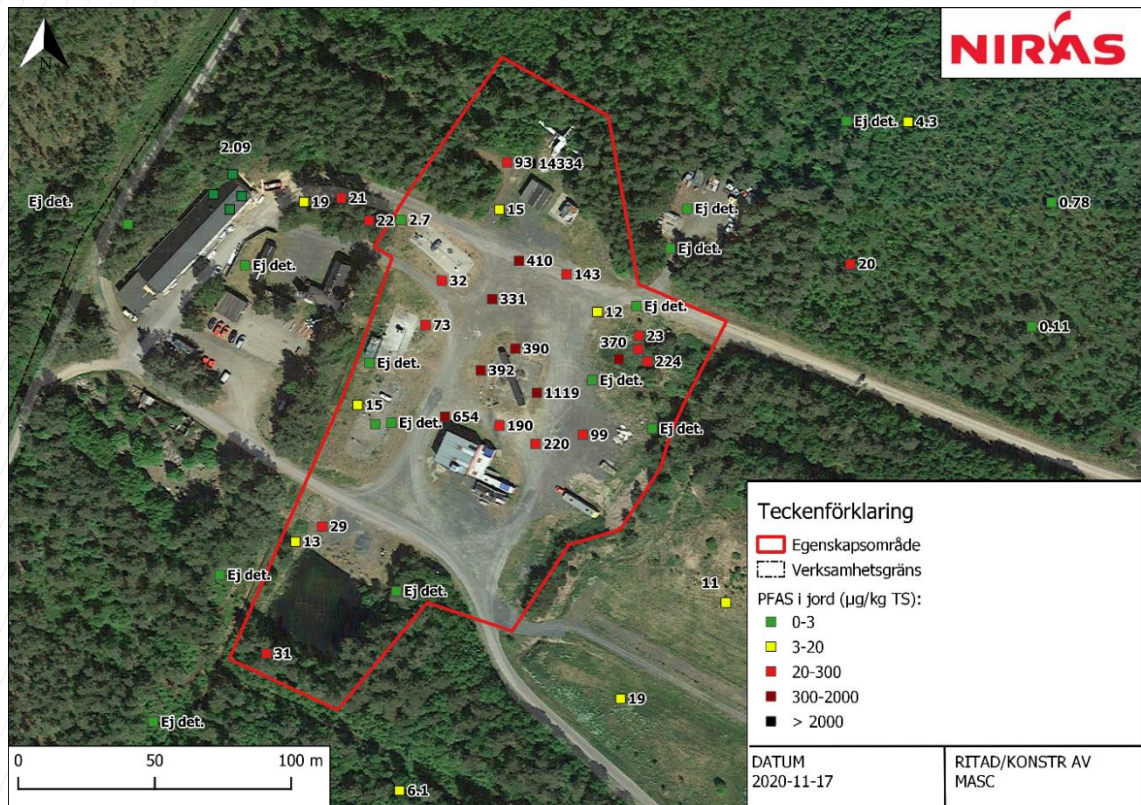 NIRAS
N
Ej det.
4.3
2.09
93
14334
Ej det.
19
21
15
Ej det.
0.78
22
2.7
Ej det.
Ej det.
410
20
32
143
331
12
Ej det.
0.11
73
23
390
370
Ej det.
392
224
Ej det.
1119
15
654
Ej det.
190
Ej det.
99
220
29
13
Ej det.
Ej det.
11
31
19
Ej det.
6.1
Teckenförklaring
Egenskapsområde
Verksamhetsgräns
PFAS i jord (µg/kg TS):
0-3
3-20
20-300
300-2000
> 2000
DATUM
2020-11-17
RITAD/KONSTR AV
MASC
0 50 100 m